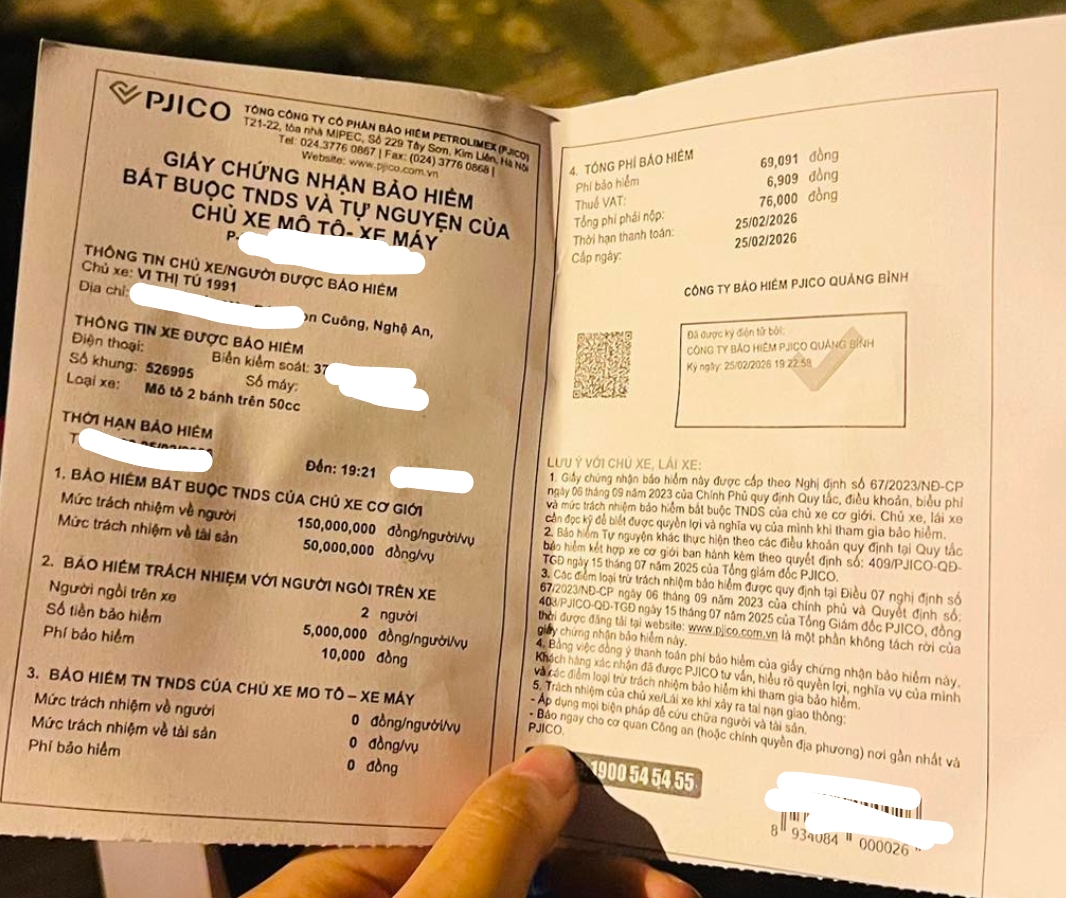 PJICO
TỔNG CÔNG TY CỔ PHẦN BẢO HIỂM PETROLIMEX (PJICO)
T21-22, tòa nhà MIPEC, Số 229 Tây Sơn, Kim Liên, Hà Nội
Tel: 024.3776 0867 | Fax: (024) 3776 0868 |
Website: www.pjico.com.vn
GIẤY CHỨNG NHẬN BẢO HIỂM
BẮT BUỘC TNDS VÀ TỰ NGUYỆN CỦA
CHỦ XE MÔ TÔ- XE MÁY
P-
THÔNG TIN CHỦ XE/NGƯỜI ĐƯỢC BẢO HIỂM
Chủ xe: VI THỊ TÚ 1991
Địa chỉ: on Cuông, Nghệ An,
THÔNG TIN XE ĐƯỢC BẢO HIỂM
Điện thoại: Biển kiểm soát: 37
Số khung: 526995 Số máy:
Loại xe: Mô tô 2 bánh trên 50cc
THỜI HẠN BẢO HIỂM
T Đến: 19:21
1. BẢO HIỂM BẮT BUỘC TNDS CỦA CHỦ XE CƠ GIỚI
Mức trách nhiệm về người 150,000,000 đồng/người/vụ
Mức trách nhiệm về tài sản 50,000,000 đồng/vụ
2. BẢO HIỂM TRÁCH NHIỆM VỚI NGƯỜI NGỒI TRÊN XE
Người ngồi trên xe 2 người
Số tiền bảo hiểm 5,000,000 đồng/người/vụ
Phí bảo hiểm 10,000 đồng
3. BẢO HIỂM TN TNDS CỦA CHỦ XE MO TÔ – XE MÁY
Mức trách nhiệm về người 0 đồng/người/vụ
Mức trách nhiệm về tài sản 0 đồng/vụ
Phí bảo hiểm 0 đồng
4. TỔNG PHÍ BẢO HIỂM
Phí bảo hiểm 69,091 đồng
Thuế VAT: 6,909 đồng
Tổng phí phải nộp: 76,000 đồng
Thời hạn thanh toán: 25/02/2026
Cấp ngày: 25/02/2026
CÔNG TY BẢO HIỂM PJICO QUẢNG BÌNH
Đã được ký điện tử bởi:
CÔNG TY BẢO HIỂM PJICO QUẢNG BÌNH
Ký ngày: 25/02/2026 19:22:58
LƯU Ý VỚI CHỦ XE, LÁI XE:
1. Giấy chứng nhận bảo hiểm này được cấp theo Nghị định số 67/2023/NĐ-CP
ngày 06 tháng 09 năm 2023 của Chính Phủ quy định Quy tắc, điều khoản, biểu phí
và mức trách nhiệm bảo hiểm bắt buộc TNDS của chủ xe cơ giới. Chủ xe, lái xe
cần đọc kỹ để biết được quyền lợi và nghĩa vụ của mình khi tham gia bảo hiểm.
2. Bảo hiểm Tự nguyện khác thực hiện theo các điều khoản quy định tại Quy tắc
bảo hiểm kết hợp xe cơ giới ban hành kèm theo quyết định số: 409/PJICO-QĐ-
TGĐ ngày 15 tháng 07 năm 2025 của Tổng giám đốc PJICO.
3. Các điểm loại trừ trách nhiệm bảo hiểm được quy định tại Điều 07 nghị định số
67/2023/NĐ-CP ngày 06 tháng 09 năm 2023 của chính phủ và Quyết định số:
408/PJICO-QĐ-TGĐ ngày 15 tháng 07 năm 2025 của Tổng Giám đốc PJICO, đồng
thời được đăng tải tại website: www.pjico.com.vn là một phần không tách rời của
giấy chứng nhận bảo hiểm này.
4. Bằng việc đồng ý thanh toán phí bảo hiểm của giấy chứng nhận bảo hiểm này,
Khách hàng xác nhận đã được PJICO tư vấn, hiểu rõ quyền lợi, nghĩa vụ của mình
và các điểm loại trừ trách nhiệm bảo hiểm khi tham gia bảo hiểm.
5. Trách nhiệm của chủ xe/Lái xe khi xảy ra tai nạn giao thông:
- Áp dụng mọi biện pháp để cứu chữa người và tài sản.
- Báo ngay cho cơ quan Công an (hoặc chính quyền địa phương) nơi gần nhất và
PJICO.
1900 54 54 55
8 934084 000026